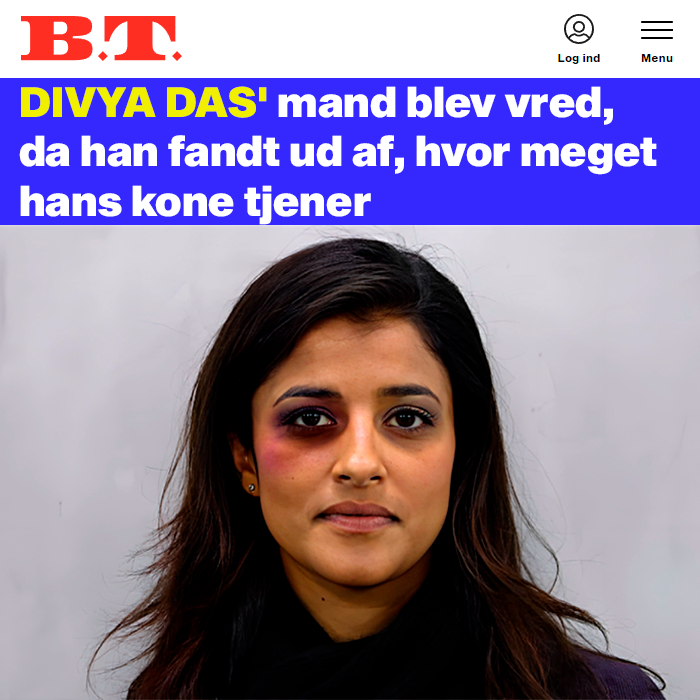 B.T.
Log ind
Menu
DIVYA DAS' mand blev vred,
da han fandt ud af, hvor meget
hans kone tjener